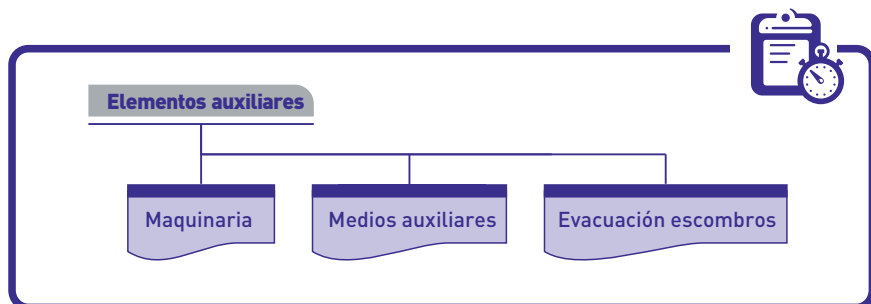 Elementos auxiliares
Maquinaria
Medios auxiliares
Evacuación escombros